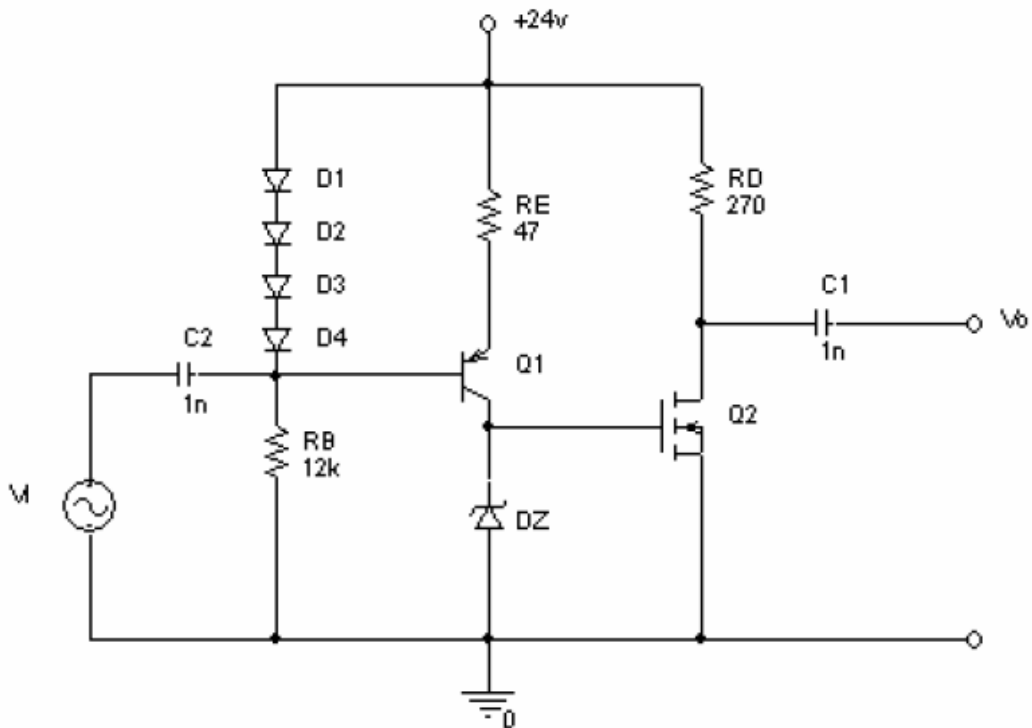 +24v
D1
D2
D3
D4
RE
47
RD
270
C1
1n
Vo
C2
1n
Q1
Q2
RB
12k
Vi
DZ
0